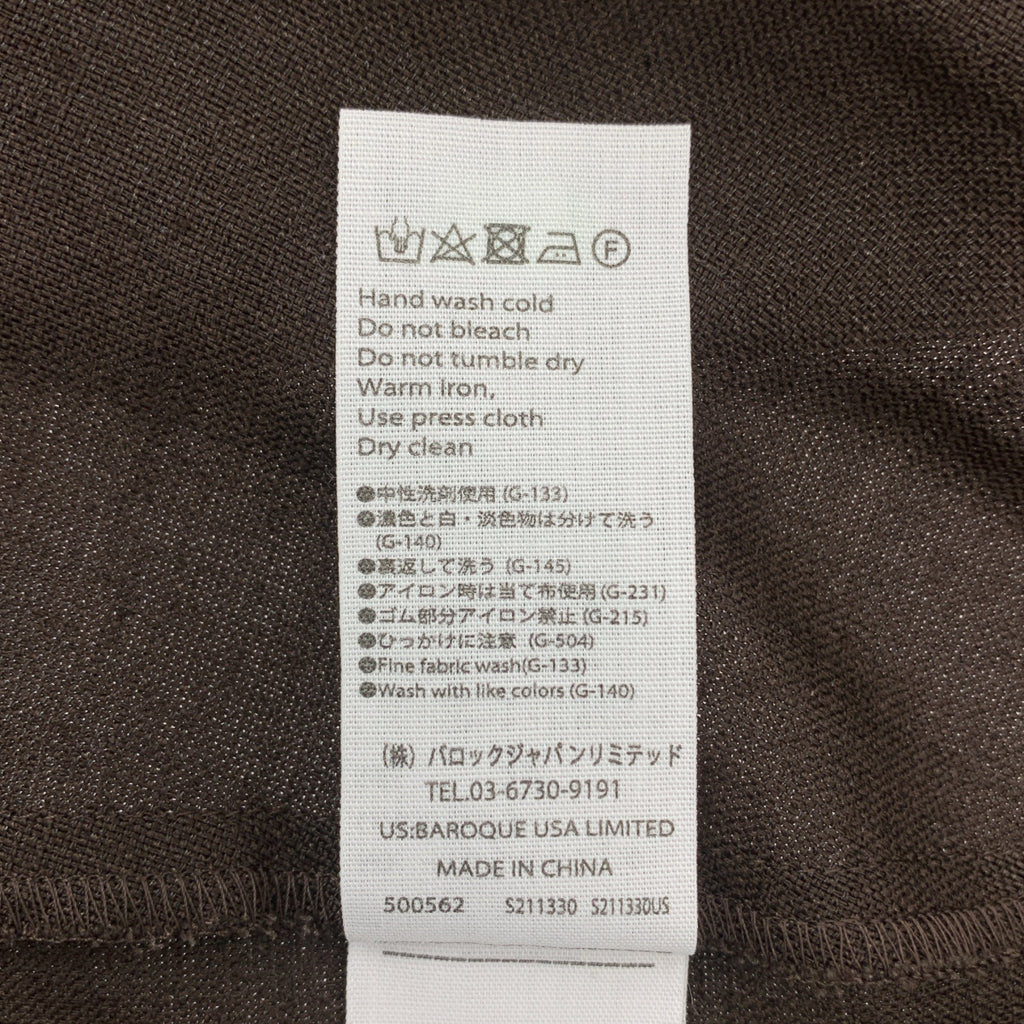 F
Hand wash cold
Do not bleach
Do not tumble dry
Warm iron,
Use press cloth
Dry clean
●中性洗剤使用 (G-133)
●濃色と白・淡色物は分けて洗う
(G-140)
●裏返して洗う (G-145)
●アイロン時は当て布使用 (G-231)
●ゴム部分アイロン禁止 (G-215)
●ひっかけに注意 (G-504)
●Fine fabric wash(G-133)
●Wash with like colors (G-140)
(株) バロックジャパンリミテッド
TEL.03-6730-9191
US:BAROQUE USA LIMITED
MADE IN CHINA
500562 S211330 S211330US